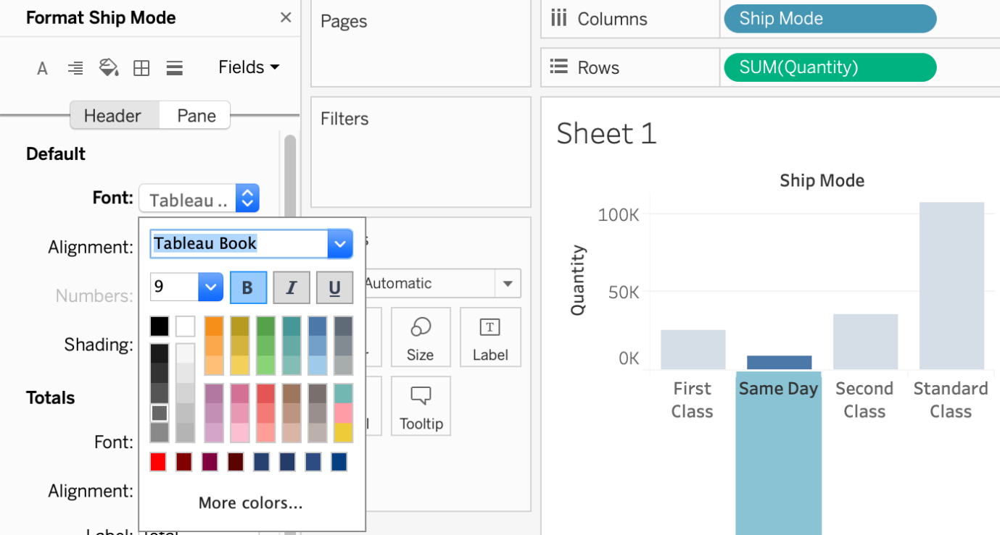 Format Ship Mode
A
Fields
Header
Pane
Default
Font:
Tableau ..
Alignment:
Numbers:
Shading:
Totals
Font:
Alignment:
Label:
Total
Tableau Book
9
B
I
U
More colors...
Pages
Filters
Automatic
Size
T
Label
Tooltip
Columns
Ship Mode
Rows
SUM(Quantity)
Sheet 1
Ship Mode
Quantity
100K
50K
0K
First
Class
Same Day
Second
Class
Standard
Class